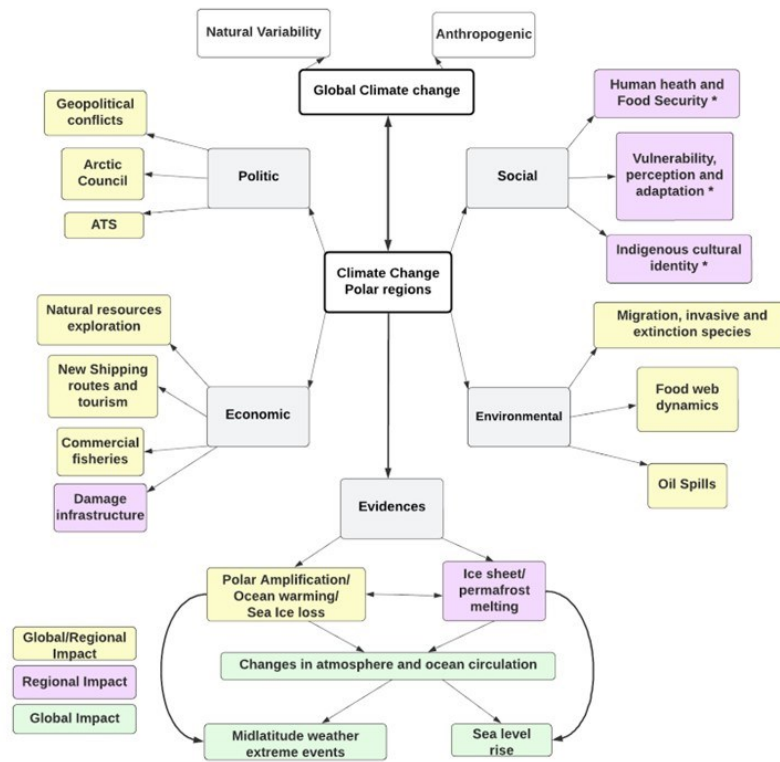 Natural Variability
Anthropogenic
Global Climate change
Geopolitical
conflicts
Arctic
Council
ATS
Politic
Social
Human heath and
Food Security *
Vulnerability,
perception and
adaptation *
Indigenous cultural
identity *
Climate Change
Polar regions
Natural resources
exploration
New Shipping
routes and
tourism
Commercial
fisheries
Damage
infrastructure
Economic
Environmental
Migration, invasive and
extinction species
Food web
dynamics
Oil Spills
Evidences
Polar Amplification/
Ocean warming/
Sea Ice loss
Ice sheet/
permafrost
melting
Changes in atmosphere and ocean circulation
Midlatitude weather
extreme events
Sea level
rise
Global/Regional
Impact
Regional Impact
Global Impact